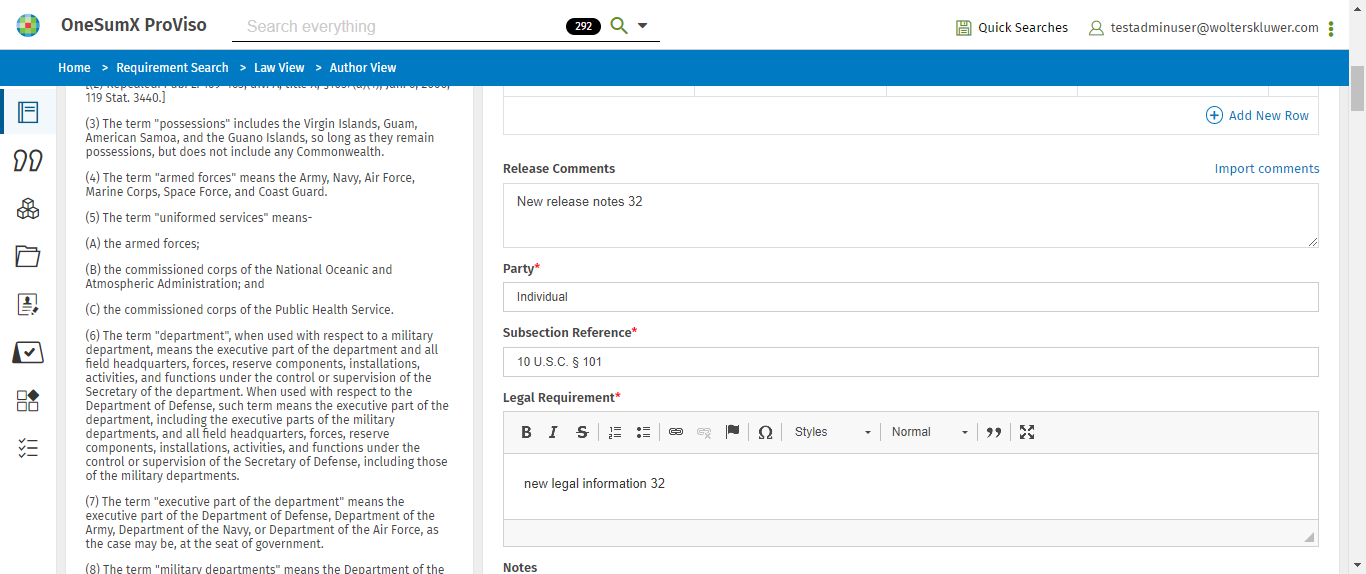 OneSumX ProViso
Search everything
292
Quick Searches
testadminuser@wolterskluwer.com
Home > Requirement Search > Law View > Author View
119 Stat. 3440.]
(3) The term "possessions" includes the Virgin Islands, Guam,
American Samoa, and the Guano Islands, so long as they remain
possessions, but does not include any Commonwealth.
(4) The term "armed forces" means the Army, Navy, Air Force,
Marine Corps, Space Force, and Coast Guard.
(5) The term "uniformed services" means-
(A) the armed forces;
(B) the commissioned corps of the National Oceanic and
Atmospheric Administration; and
(C) the commissioned corps of the Public Health Service.
(6) The term "department", when used with respect to a military
department, means the executive part of the department and all
field headquarters, forces, reserve components, installations,
activities, and functions under the control or supervision of the
Secretary of the department. When used with respect to the
Department of Defense, such term means the executive part of the
department, including the executive parts of the military
departments, and all field headquarters, forces, reserve
components, installations, activities, and functions under the
control or supervision of the Secretary of Defense, including those
of the military departments.
(7) The term "executive part of the department" means the
executive part of the Department of Defense, Department of the
Army, Department of the Navy, or Department of the Air Force, as
the case may be, at the seat of government.
(8) The term "military departments" means the Department of the
Add New Row
Release Comments
Import comments
New release notes 32
Party*
Individual
Subsection Reference*
10 U.S.C. § 101
Legal Requirement*
B I S Styles Normal
new legal information 32
Notes